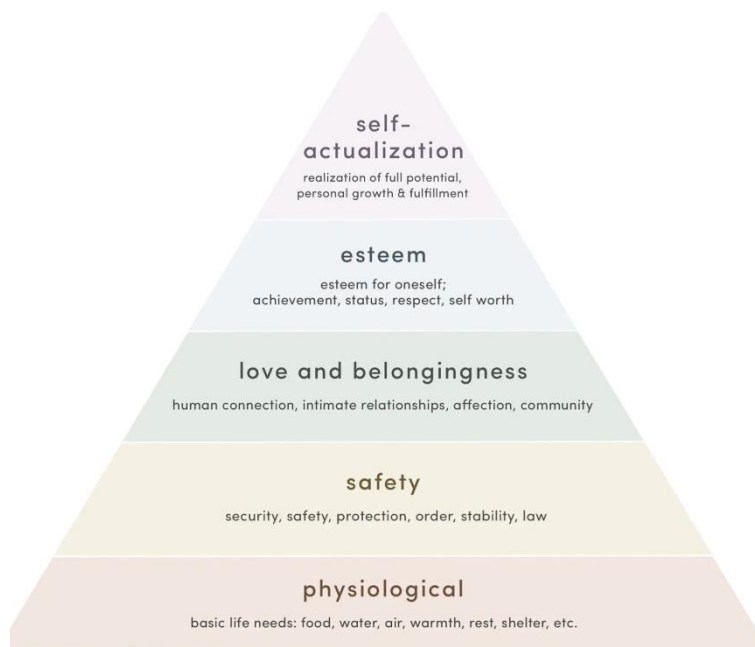 self-
actualization
realization of full potential,
personal growth & fulfillment
esteem
esteem for oneself;
achievement, status, respect, self worth
love and belongingness
human connection, intimate relationships, affection, community
safety
security, safety, protection, order, stability, law
physiological
basic life needs: food, water, air, warmth, rest, shelter, etc.